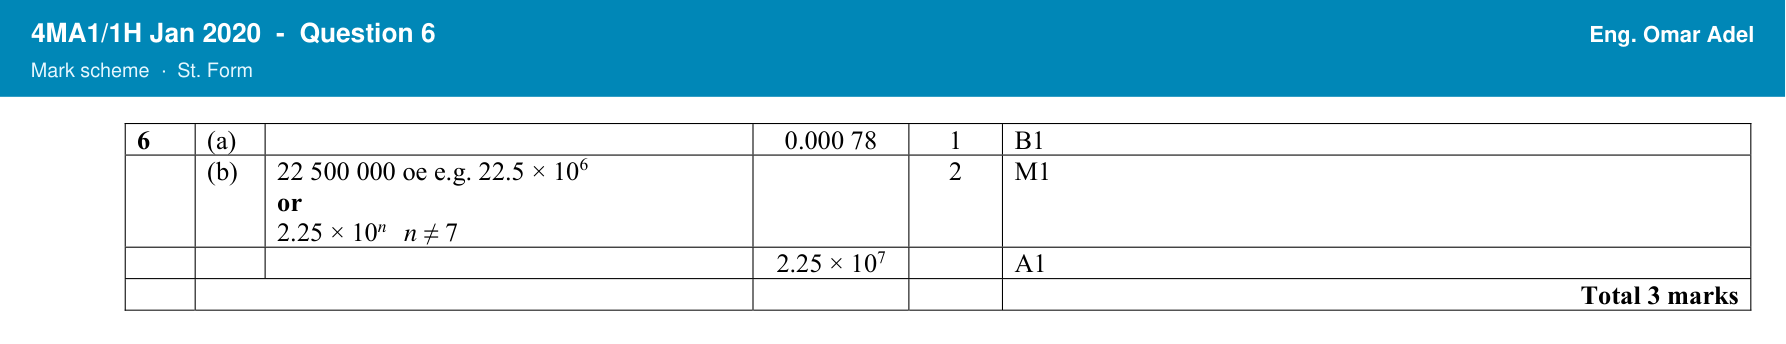 4MA1/1H Jan 2020 - Question 6
Eng. Omar Adel
Mark scheme · St. Form
6 (a) 0.000 78 1 B1
(b) 22 500 000 oe e.g. 22.5 × 10⁶ 2 M1
or
2.25 × 10ⁿ n ≠ 7
2.25 × 10⁷ A1
Total 3 marks